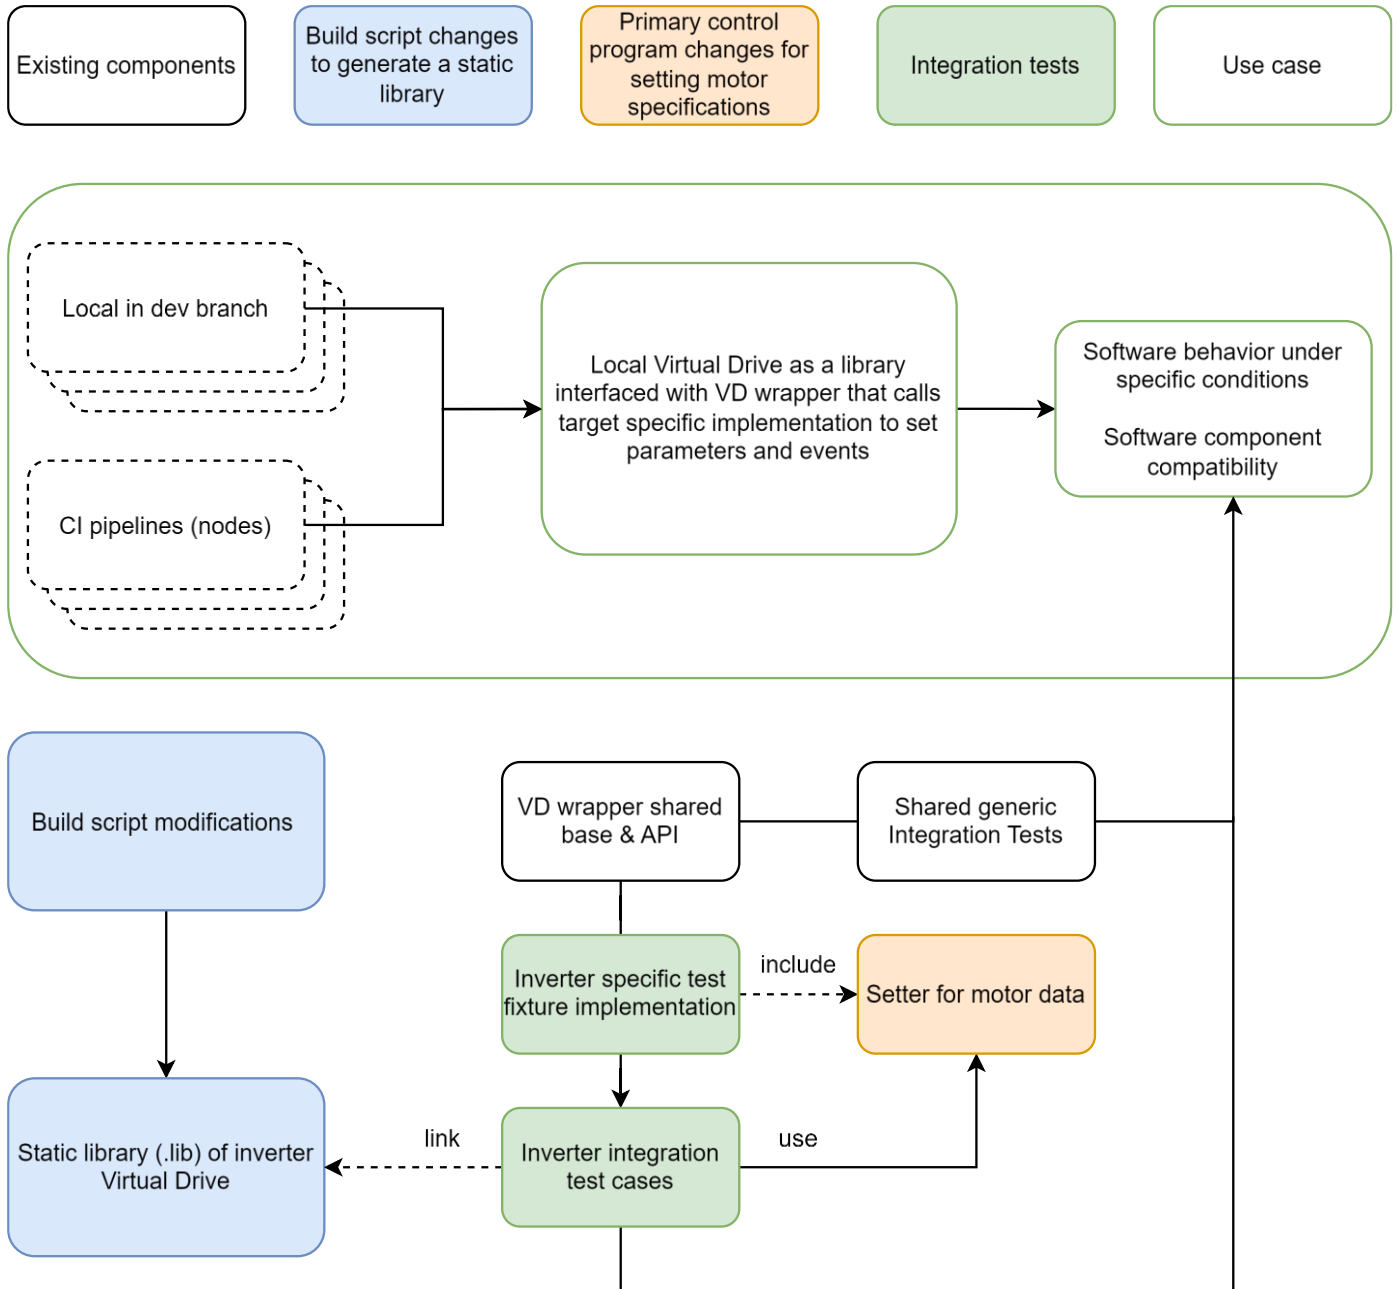 Existing components
Build script changes
to generate a static
library
Primary control
program changes for
setting motor
specifications
Integration tests
Use case
Local in dev branch
CI pipelines (nodes)
Local Virtual Drive as a library
interfaced with VD wrapper that calls
target specific implementation to set
parameters and events
Software behavior under
specific conditions
Software component
compatibility
Build script modifications
VD wrapper shared
base & API
Shared generic
Integration Tests
Inverter specific test
fixture implementation
include
Setter for motor data
Static library (.lib) of inverter
Virtual Drive
link
Inverter integration
test cases
use